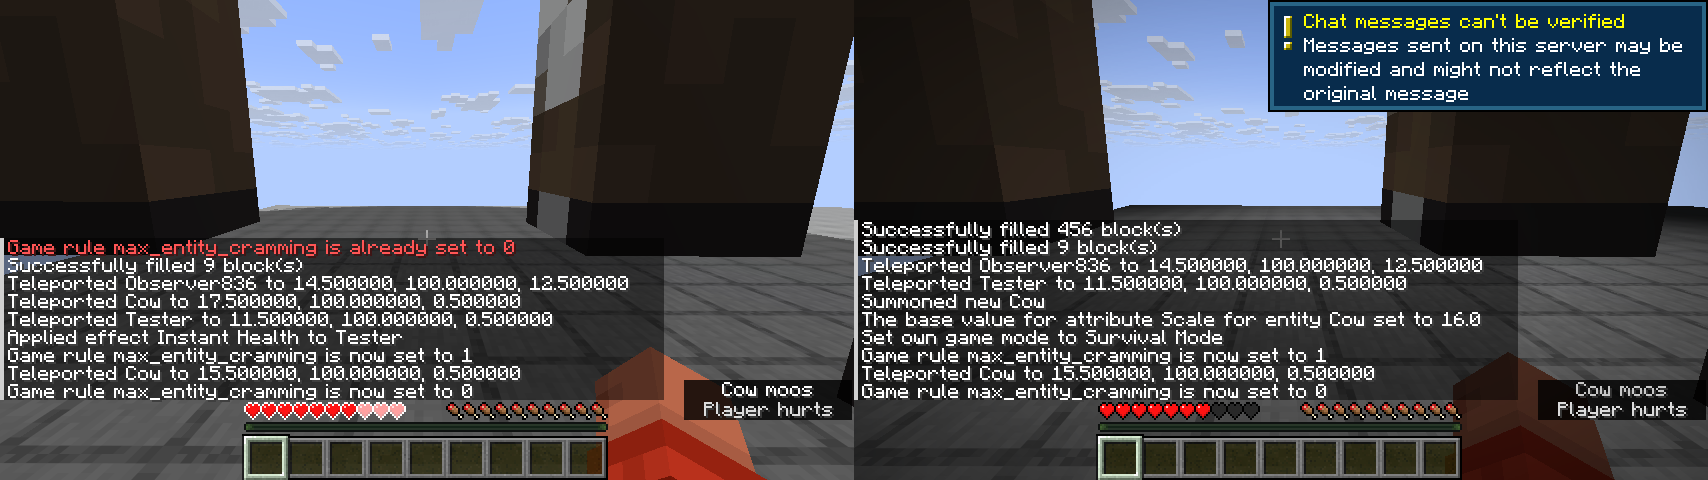 Game rule max_entity_cramming is already set to 0
Successfully filled 9 block(s)
Teleported Observer836 to 14.500000, 100.000000, 12.500000
Teleported Cow to 17.500000, 100.000000, 0.500000
Teleported Tester to 11.500000, 100.000000, 0.500000
Applied effect Instant Health to Tester
Game rule max_entity_cramming is now set to 1
Teleported Cow to 15.500000, 100.000000, 0.500000
Game rule max_entity_cramming is now set to 0
Cow moos
Player hurts
Chat messages can't be verified
Messages sent on this server may be
modified and might not reflect the
original message
Successfully filled 456 block(s)
Successfully filled 9 block(s)
Teleported Observer836 to 14.500000, 100.000000, 12.500000
Teleported Tester to 11.500000, 100.000000, 0.500000
Summoned new Cow
The base value for attribute Scale for entity Cow set to 16.0
Set own game mode to Survival Mode
Game rule max_entity_cramming is now set to 1
Teleported Cow to 15.500000, 100.000000, 0.500000
Game rule max_entity_cramming is now set to 0
Cow moos
Player hurts